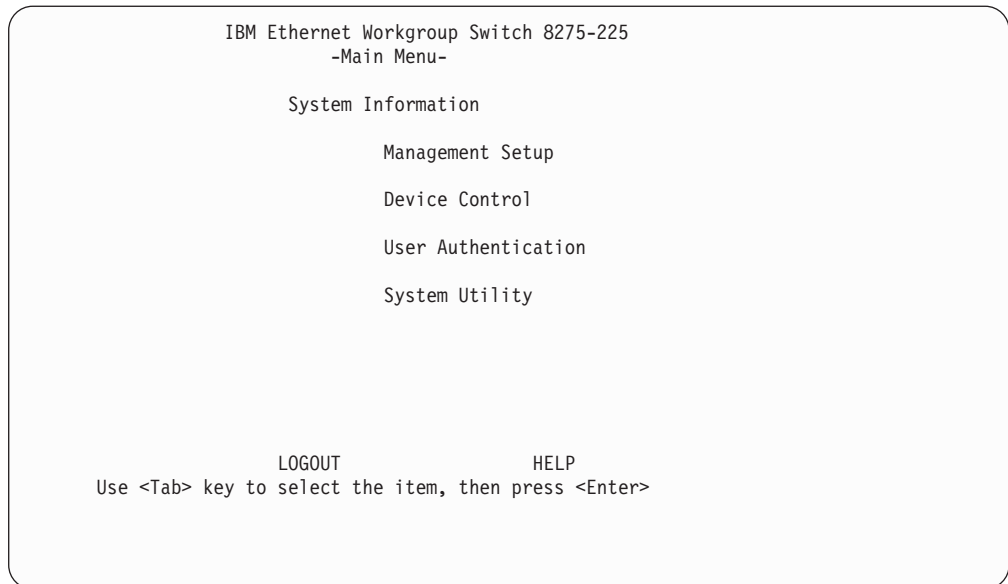 IBM Ethernet Workgroup Switch 8275-225
-Main Menu-
System Information
Management Setup
Device Control
User Authentication
System Utility
LOGOUT HELP
Use <Tab> key to select the item, then press <Enter>